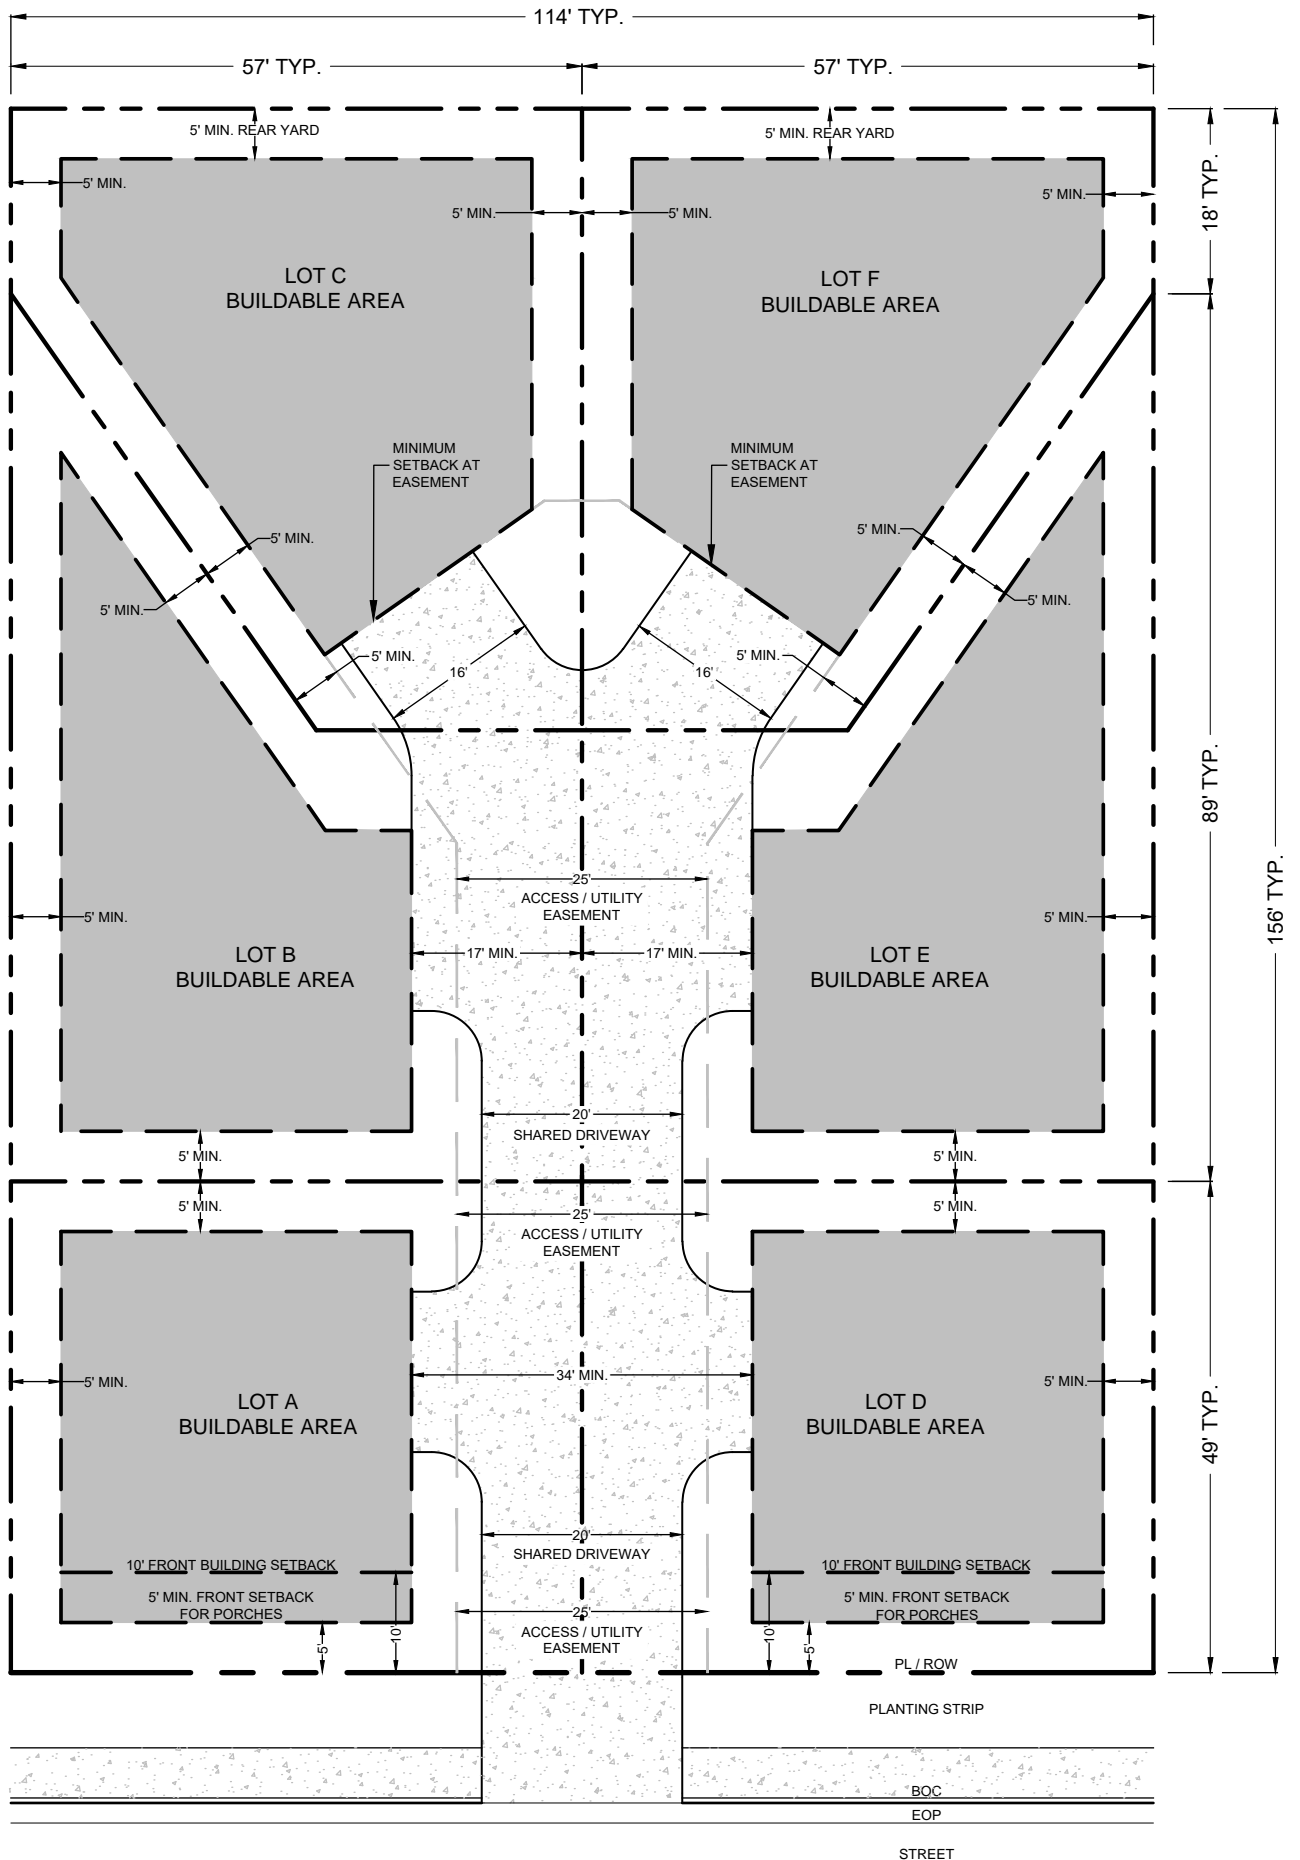 114' TYP.
57' TYP.
57' TYP.
5' MIN. REAR YARD
5' MIN. REAR YARD
5' MIN.
5' MIN.
5' MIN.
5' MIN.
18' TYP.
LOT C
BUILDABLE AREA
LOT F
BUILDABLE AREA
MINIMUM
SETBACK AT
EASEMENT
MINIMUM
SETBACK AT
EASEMENT
5' MIN.
5' MIN.
5' MIN.
5' MIN.
5' MIN.
5' MIN.
16'
16'
89' TYP.
156' TYP.
25'
ACCESS / UTILITY
EASEMENT
5' MIN.
5' MIN.
17' MIN.
17' MIN.
LOT B
BUILDABLE AREA
LOT E
BUILDABLE AREA
20'
SHARED DRIVEWAY
5' MIN.
5' MIN.
5' MIN.
5' MIN.
25'
ACCESS / UTILITY
EASEMENT
34' MIN.
5' MIN.
5' MIN.
LOT A
BUILDABLE AREA
LOT D
BUILDABLE AREA
49' TYP.
20'
SHARED DRIVEWAY
10' FRONT BUILDING SETBACK
10' FRONT BUILDING SETBACK
5' MIN. FRONT SETBACK
FOR PORCHES
5' MIN. FRONT SETBACK
FOR PORCHES
25'
ACCESS / UTILITY
EASEMENT
5'
10'
10'
5'
PL / ROW
PLANTING STRIP
BOC
EOP
STREET